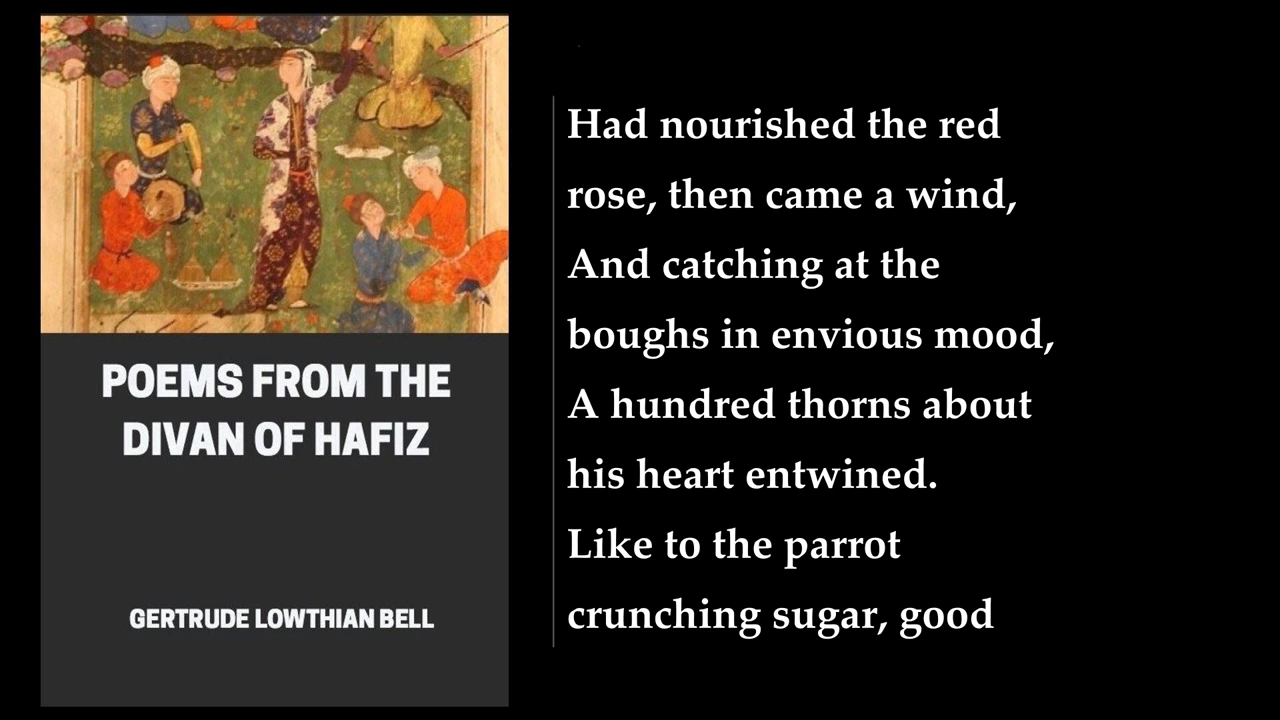 POEMS FROM THE
DIVAN OF HAFIZ
GERTRUDE LOWTHIAN BELL
Had nourished the red
rose, then came a wind,
And catching at the
boughs in envious mood,
A hundred thorns about
his heart entwined.
Like to the parrot
crunching sugar, good